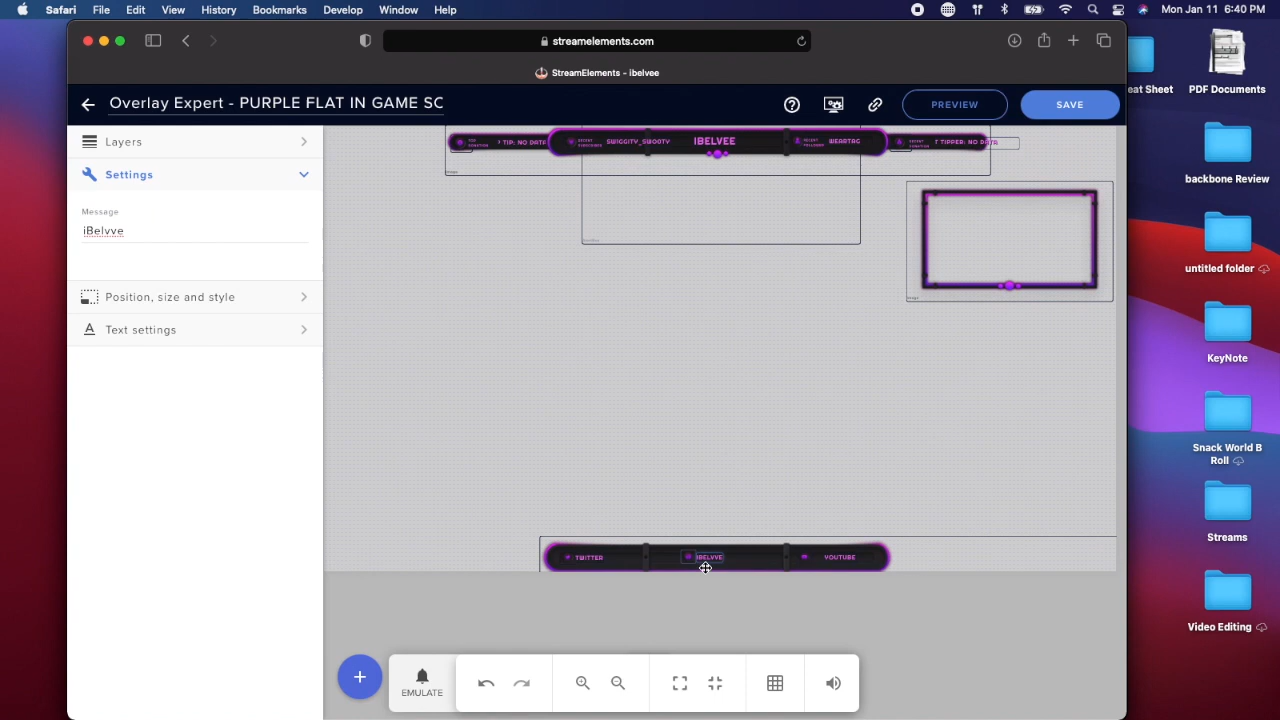 Safari File Edit View History Bookmarks Develop Window Help Mon Jan 11 6:40 PM
streamelements.com
StreamElements - ibelvee
Overlay Expert - PURPLE FLAT IN GAME SC
PREVIEW
SAVE
Layers
Settings
Message
iBelvve
Position, size and style
Text settings
TIP: NO DATA
SWIGGITY_SWOOTY
IBELVEE
WEARTAG
T TIPPER: NO DATA
TWITTER
IBELVVE
YOUTUBE
EMULATE
eat Sheet
PDF Documents
backbone Review
untitled folder
KeyNote
Snack World B
Roll
Streams
Video Editing